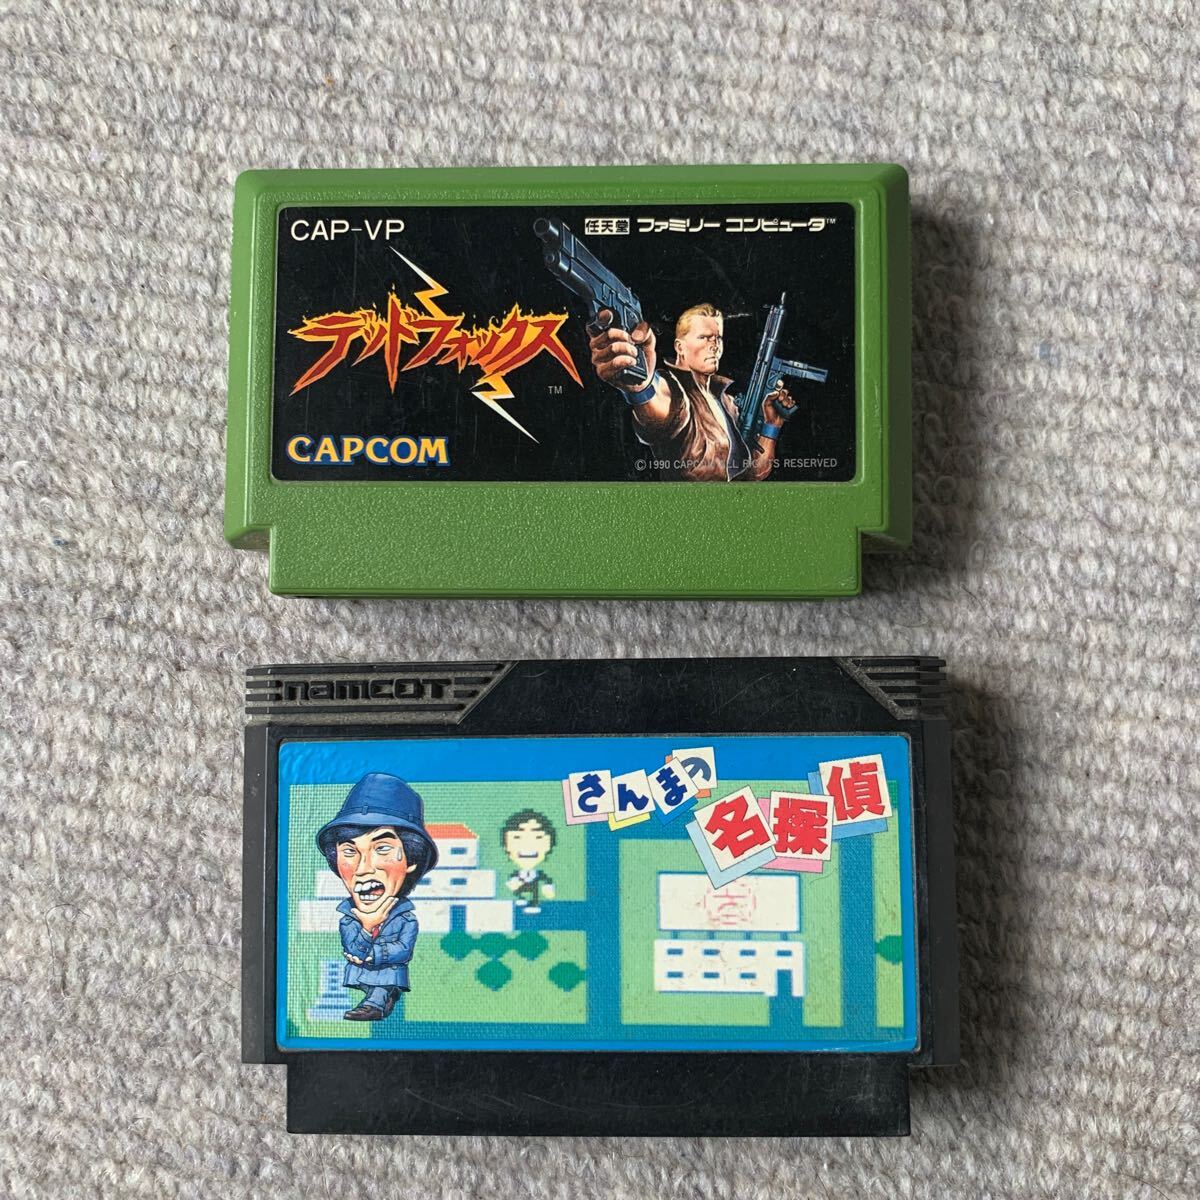 CAP-VP
任天堂 ファミリー コンピュータ™
デッドフォックス
TM
CAPCOM
©1990 CAPCOM ALL RIGHTS RESERVED
namcot
さんまの
名探偵